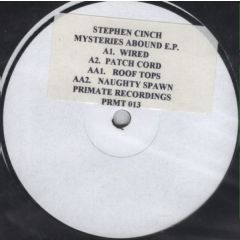 STEPHEN CINCH
MYSTERIES ABOUND E.P.
A1. WIRED
A2. PATCH CORD
AA1. ROOF TOPS
AA2. NAUGHTY SPAWN
PRIMATE RECORDINGS
PRMT 013